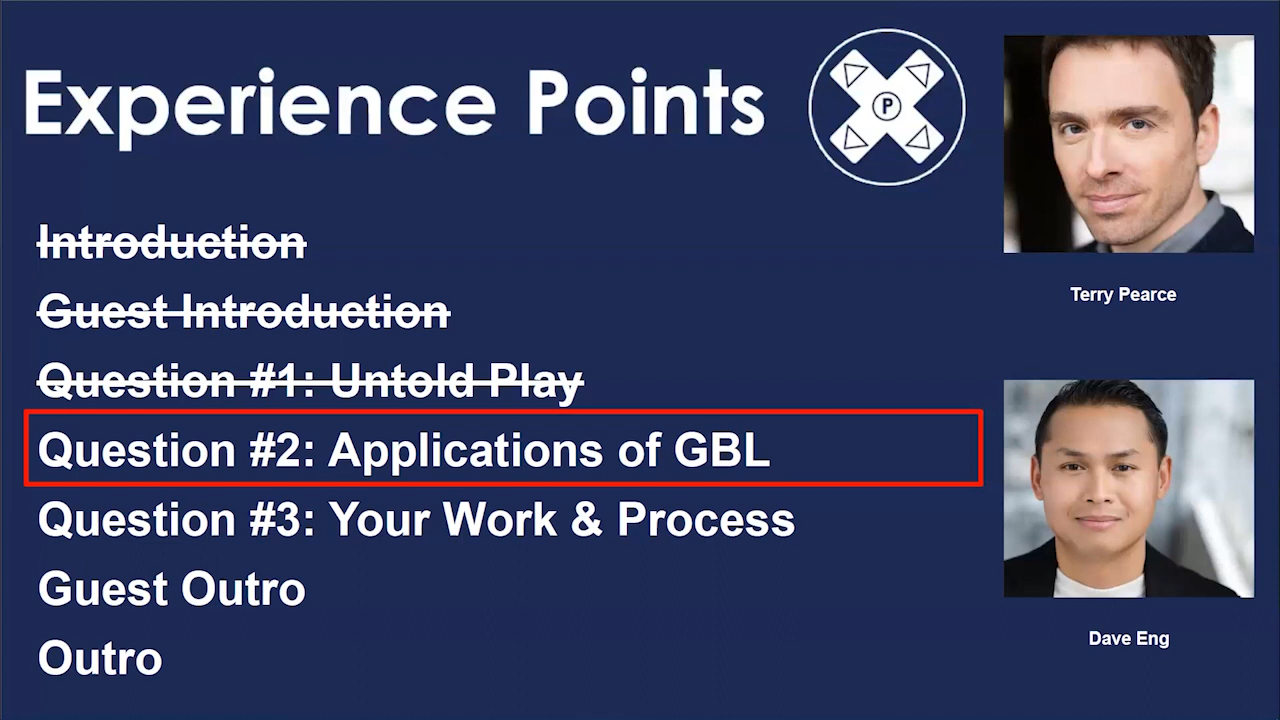 Experience Points
P
Introduction
Guest Introduction
Question #1: Untold Play
Question #2: Applications of GBL
Question #3: Your Work & Process
Guest Outro
Outro
Terry Pearce
Dave Eng